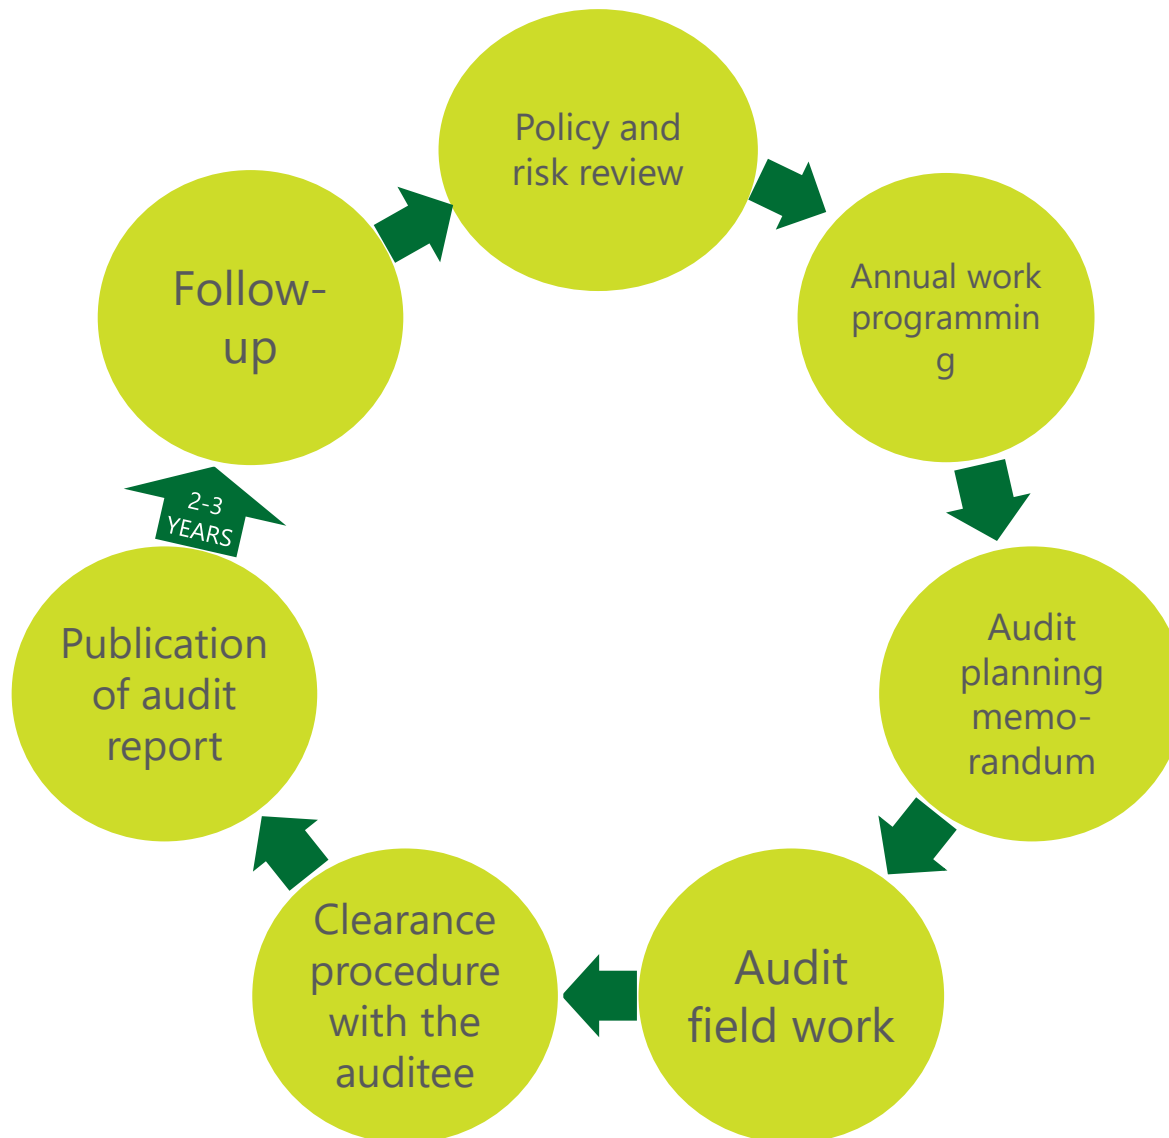 Policy and
risk review
Annual work
programmin
g
Audit
planning
memo-
randum
Audit
field work
Clearance
procedure
with the
auditee
Publication
of audit
report
2-3
YEARS
Follow-
up